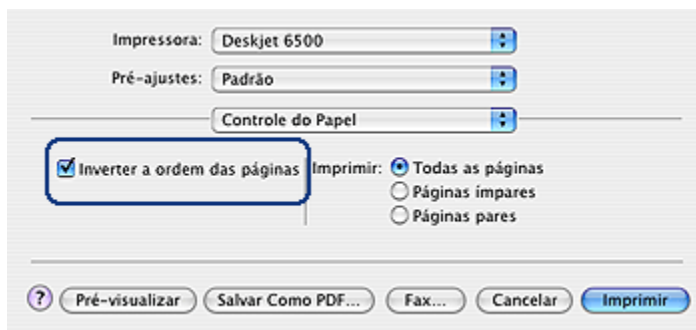 Impressora: Deskjet 6500
Pré-ajustes: Padrão
Controle do Papel
Inverter a ordem das páginas Imprimir: Todas as páginas
Páginas ímpares
Páginas pares
? Pré-visualizar Salvar Como PDF... Fax... Cancelar Imprimir